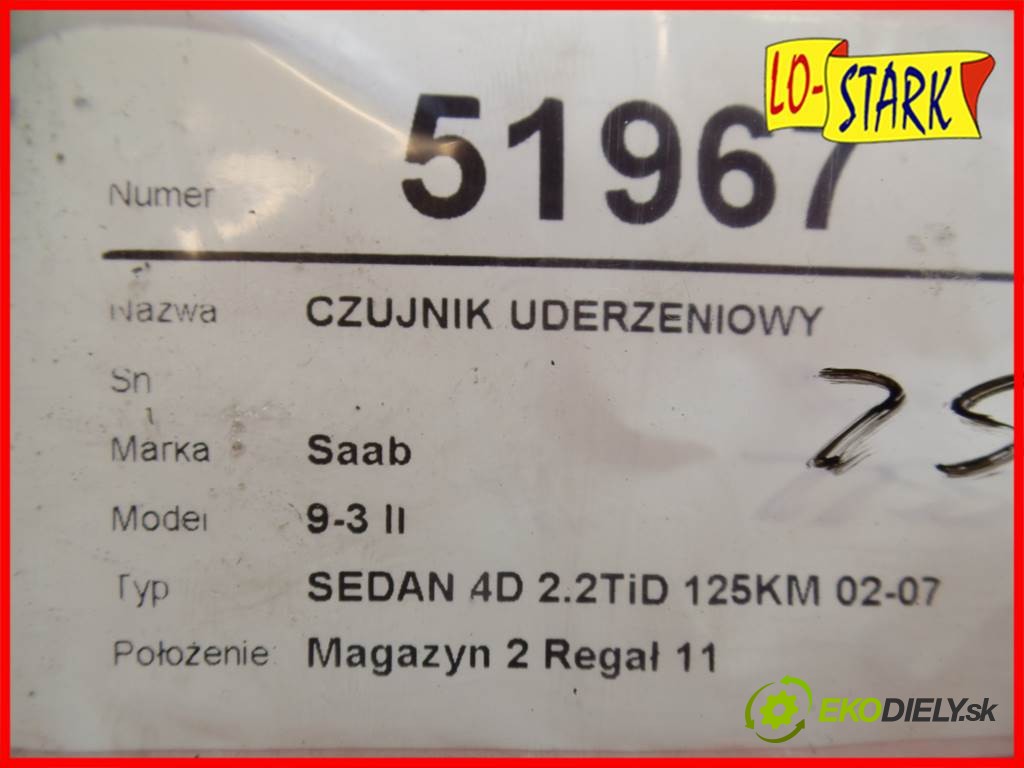 LO-STARK
Numer 51967
Nazwa CZUJNIK UDERZENIOWY
Sn
Marka Saab
Model 9-3 II
Typ SEDAN 4D 2.2TiD 125KM 02-07
Położenie Magazyn 2 Regał 11
EKODIELY.sk